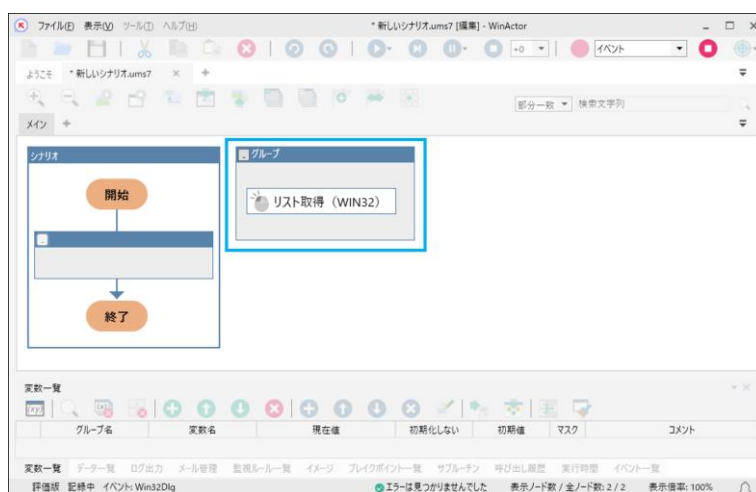 ファイル(F) 表示(V) ツール(T) ヘルプ(H) * 新しいシナリオ.ums7 [編集] - WinActor
+0 イベント
ようこそ * 新しいシナリオ.ums7 × +
部分一致 検索文字列
メイン +
シナリオ
グループ
開始
リスト取得（WIN32）
終了
変数一覧
グループ名 変数名 現在値 初期化しない 初期値 マスク コメント
変数一覧 データ一覧 ログ出力 メール管理 監視ルール一覧 イメージ ブレイクポイント一覧 サブルーチン 呼び出し履歴 実行時間 イベント一覧
評価版 記録中 イベント: Win32Dlg エラーは見つかりませんでした 表示ノード数 / 全ノード数: 2 / 2 表示倍率: 100%